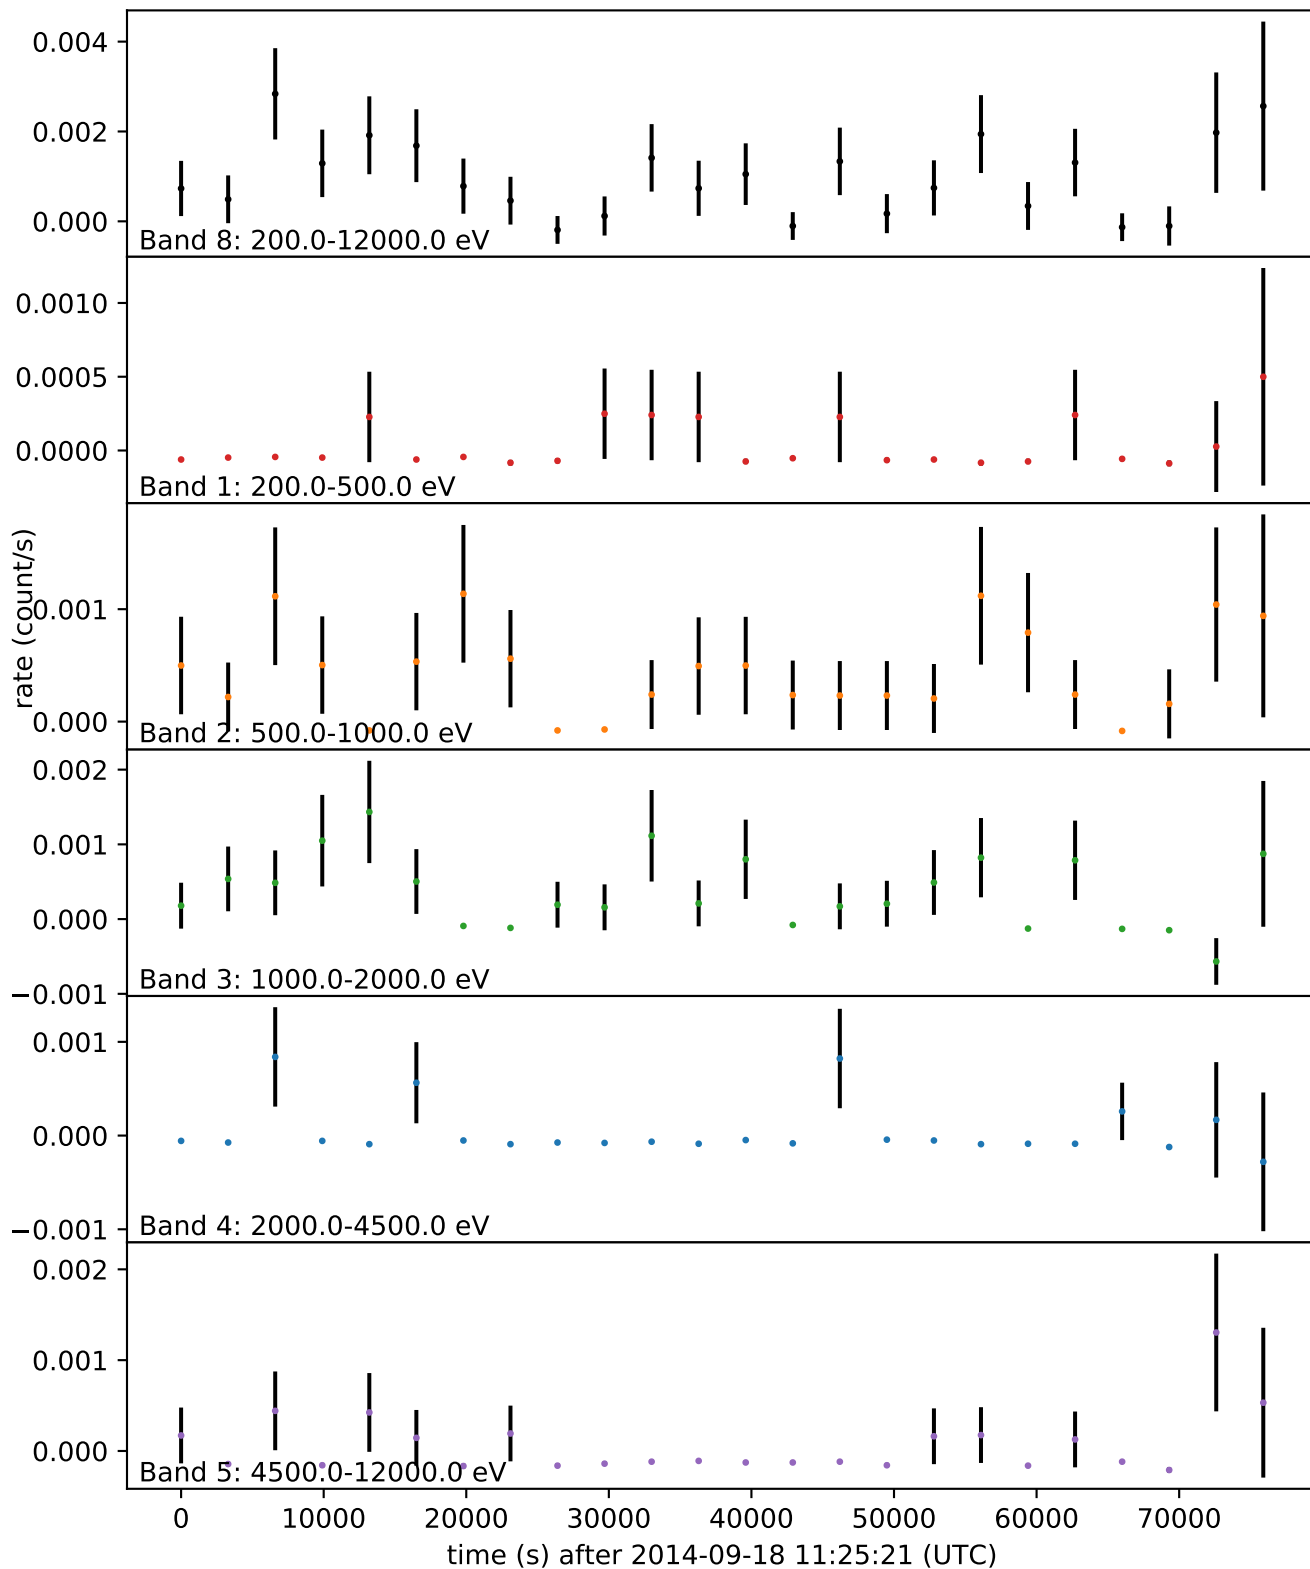 0.004
0.002
0.000
Band 8: 200.0-12000.0 eV
0.0010
0.0005
0.0000
Band 1: 200.0-500.0 eV
rate (count/s)
0.001
0.000
Band 2: 500.0-1000.0 eV
0.002
0.001
0.000
−0.001
Band 3: 1000.0-2000.0 eV
0.001
0.000
−0.001
Band 4: 2000.0-4500.0 eV
0.002
0.001
0.000
Band 5: 4500.0-12000.0 eV
0 10000 20000 30000 40000 50000 60000 70000
time (s) after 2014-09-18 11:25:21 (UTC)